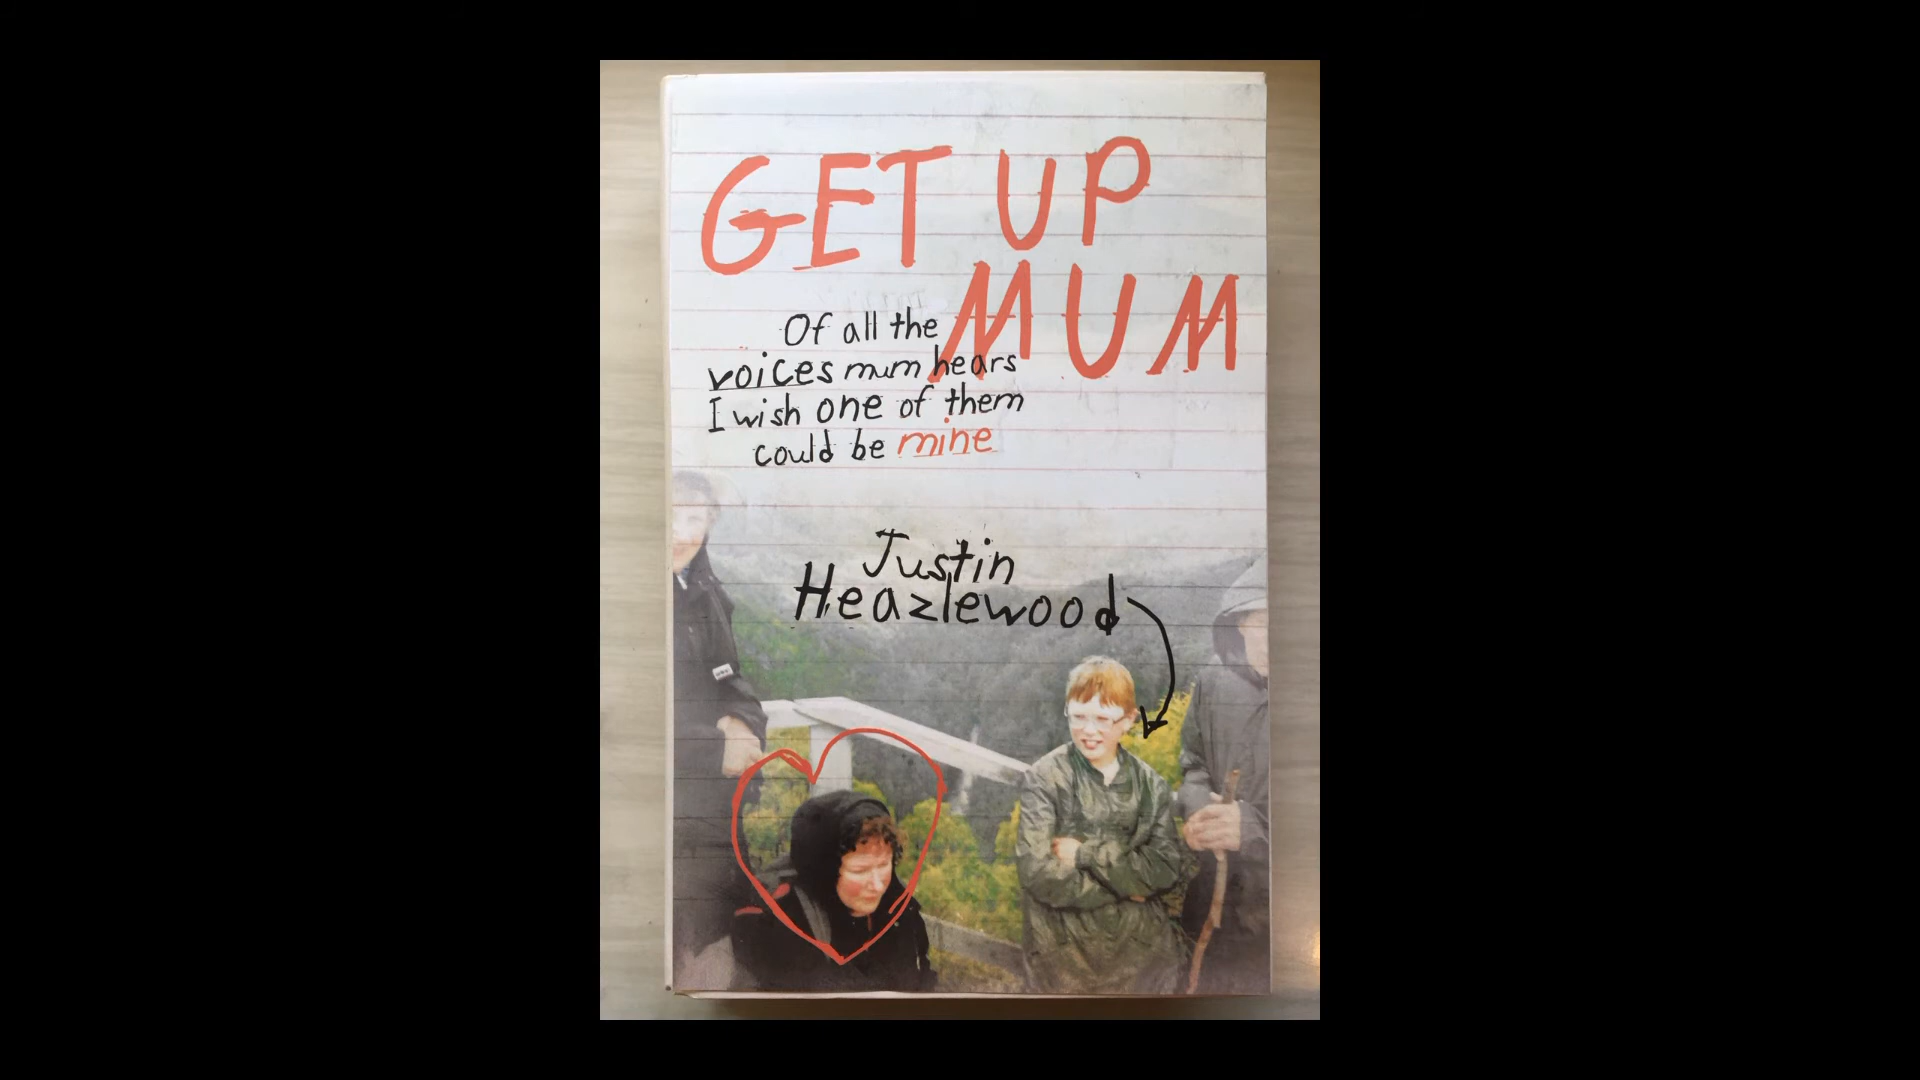 GET UP
MUM
Of all the
voices mum hears
I wish one of them
could be mine
Justin
Heazlewood